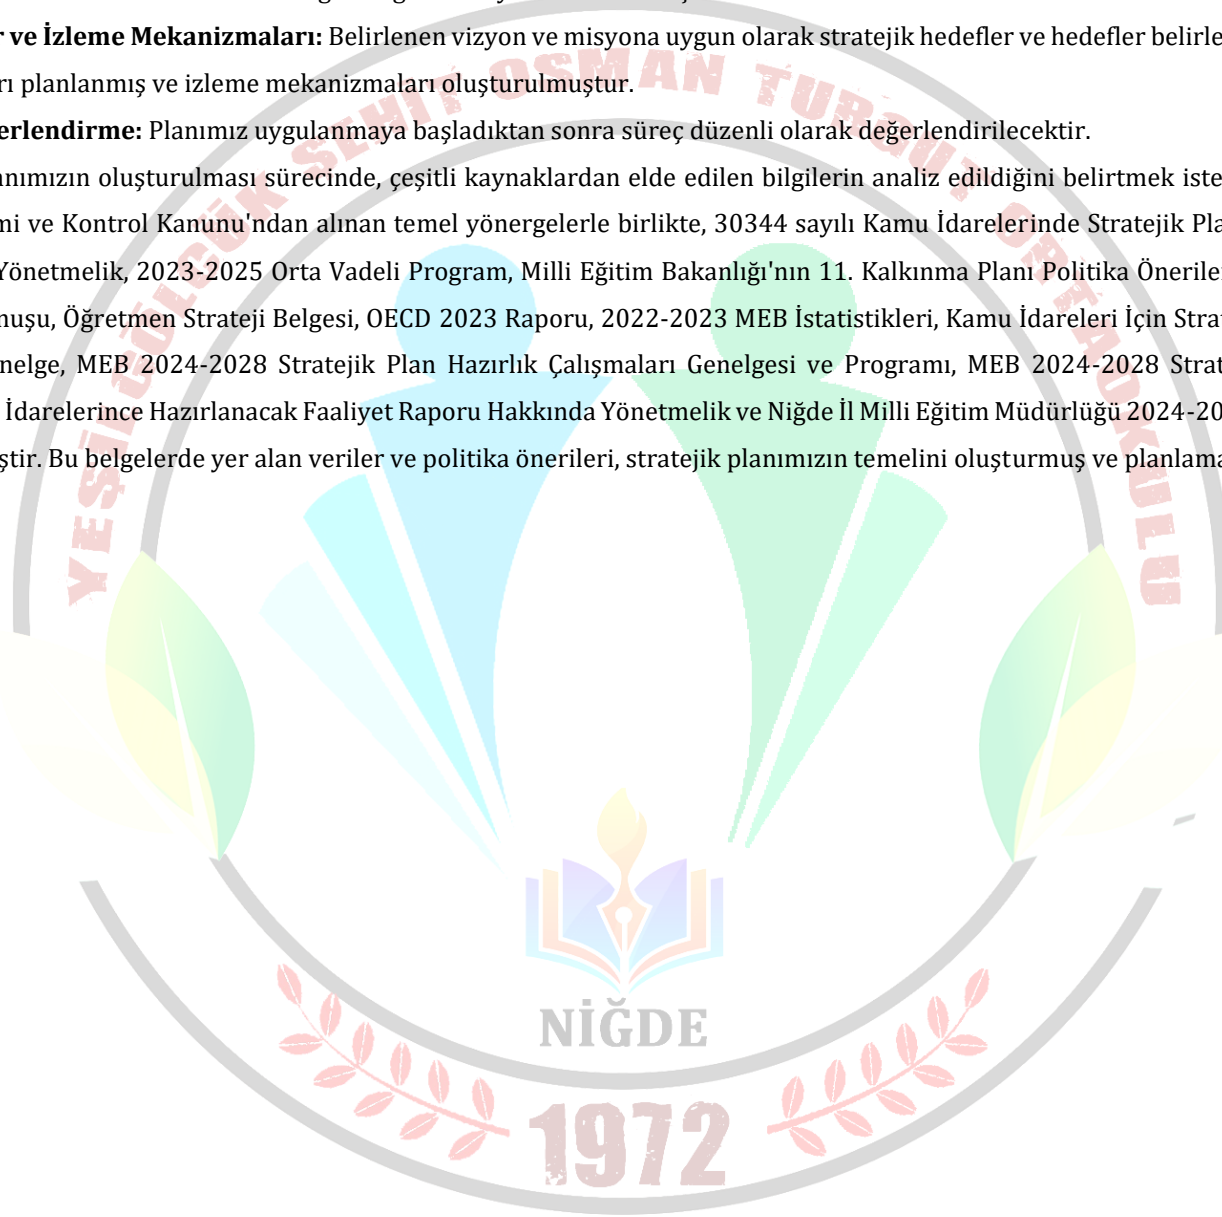 r ve İzleme Mekanizmaları: Belirlenen vizyon ve misyona uygun olarak stratejik hedefler ve hedefler belirle
rı planlanmış ve izleme mekanizmaları oluşturulmuştur.
erlendirme: Planımız uygulanmaya başladıktan sonra süreç düzenli olarak değerlendirilecektir.
nımızın oluşturulması sürecinde, çeşitli kaynaklardan elde edilen bilgilerin analiz edildiğini belirtmek iste
mi ve Kontrol Kanunu'ndan alınan temel yönergelerle birlikte, 30344 sayılı Kamu İdarelerinde Stratejik Pla
Yönetmelik, 2023-2025 Orta Vadeli Program, Milli Eğitim Bakanlığı'nın 11. Kalkınma Planı Politika Öneriler
nuşu, Öğretmen Strateji Belgesi, OECD 2023 Raporu, 2022-2023 MEB İstatistikleri, Kamu İdareleri İçin Strat
nelge, MEB 2024-2028 Stratejik Plan Hazırlık Çalışmaları Genelgesi ve Programı, MEB 2024-2028 Strat
İdarelerince Hazırlanacak Faaliyet Raporu Hakkında Yönetmelik ve Niğde İl Milli Eğitim Müdürlüğü 2024-20
ştir. Bu belgelerde yer alan veriler ve politika önerileri, stratejik planımızın temelini oluşturmuş ve planlama
YEŞİLGÖLCÜK ŞEHİT OSMAN TURGUT ORTAOKULU
NİĞDE
1972